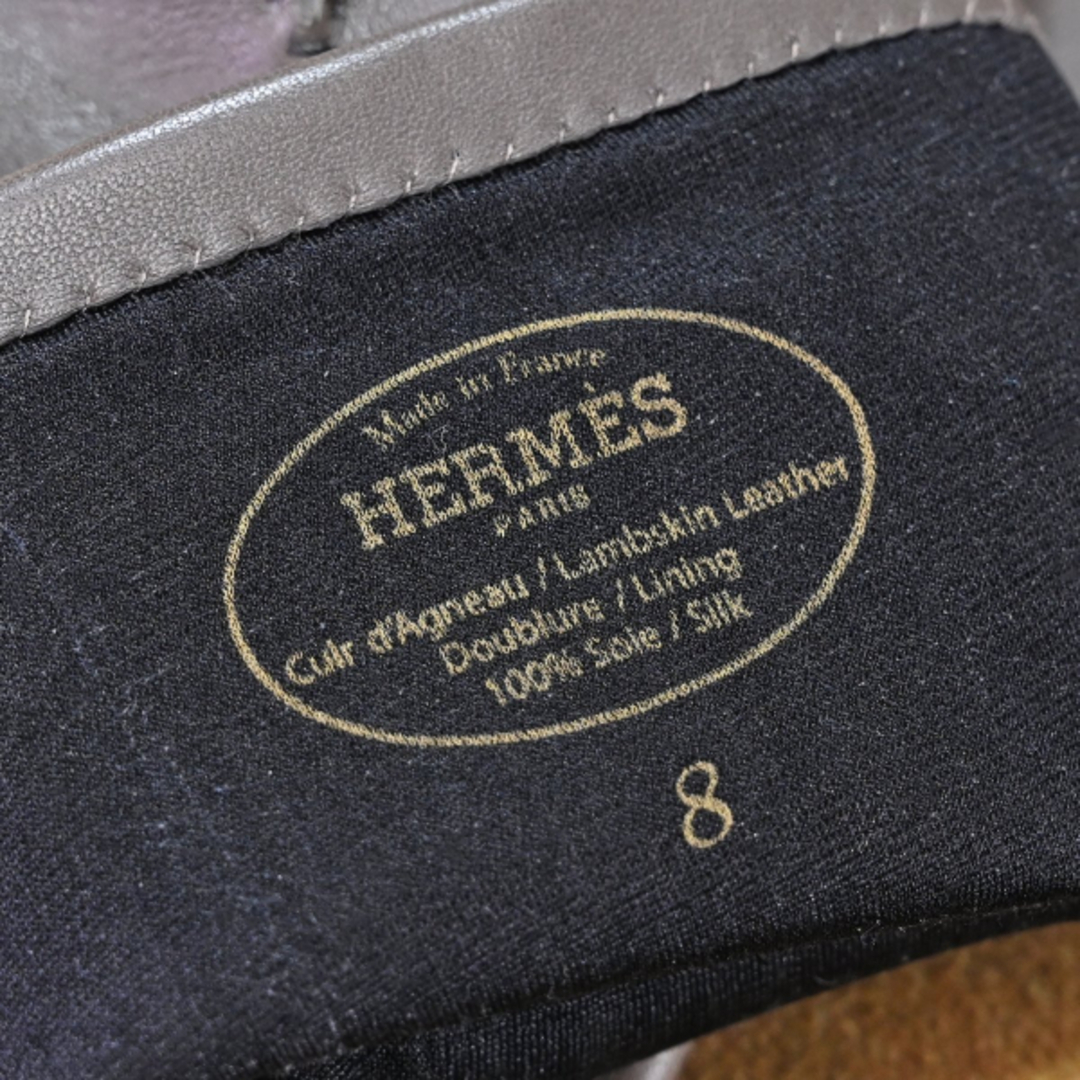 Made in France
HERMÈS
PARIS
Cuir d'Agneau / Lambskin Leather
Doublure / Lining
100% Soie / Silk
8